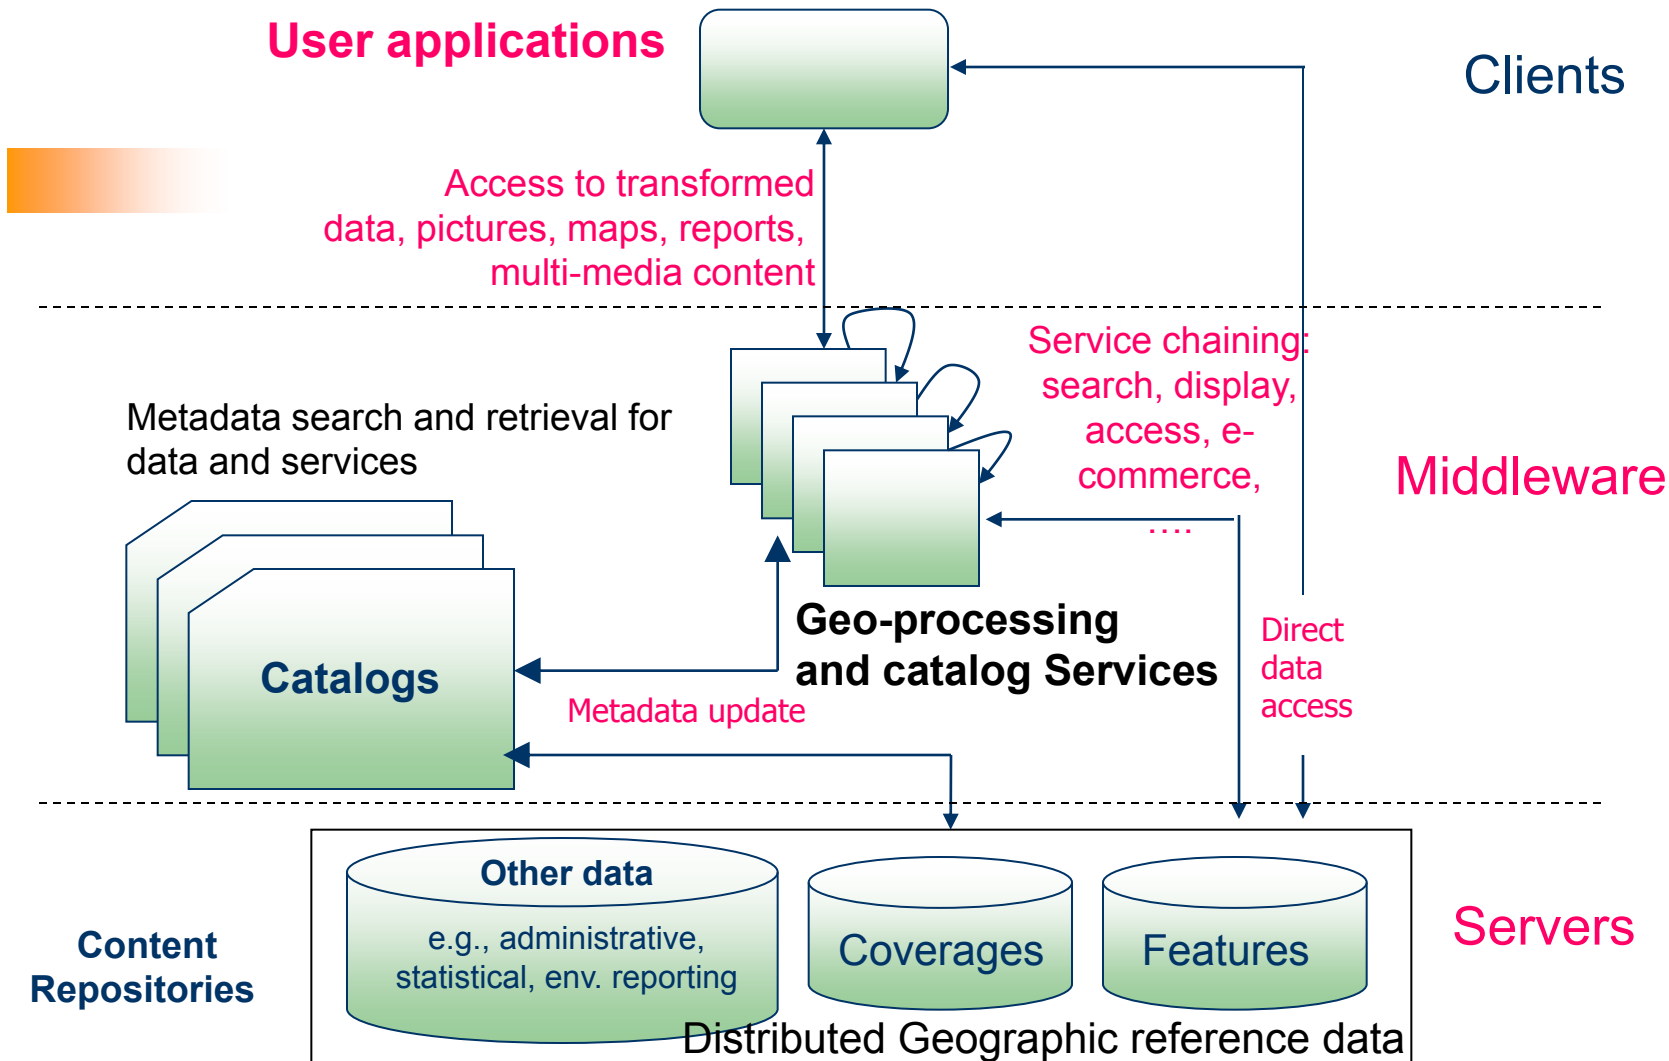 User applications
Clients
Access to transformed
data, pictures, maps, reports,
multi-media content
Service chaining:
search, display,
access, e-
commerce,
....
Metadata search and retrieval for
data and services
Middleware
Catalogs
Geo-processing
and catalog Services
Metadata update
Direct
data
access
Other data
e.g., administrative,
statistical, env. reporting
Coverages
Features
Servers
Content
Repositories
Distributed Geographic reference data